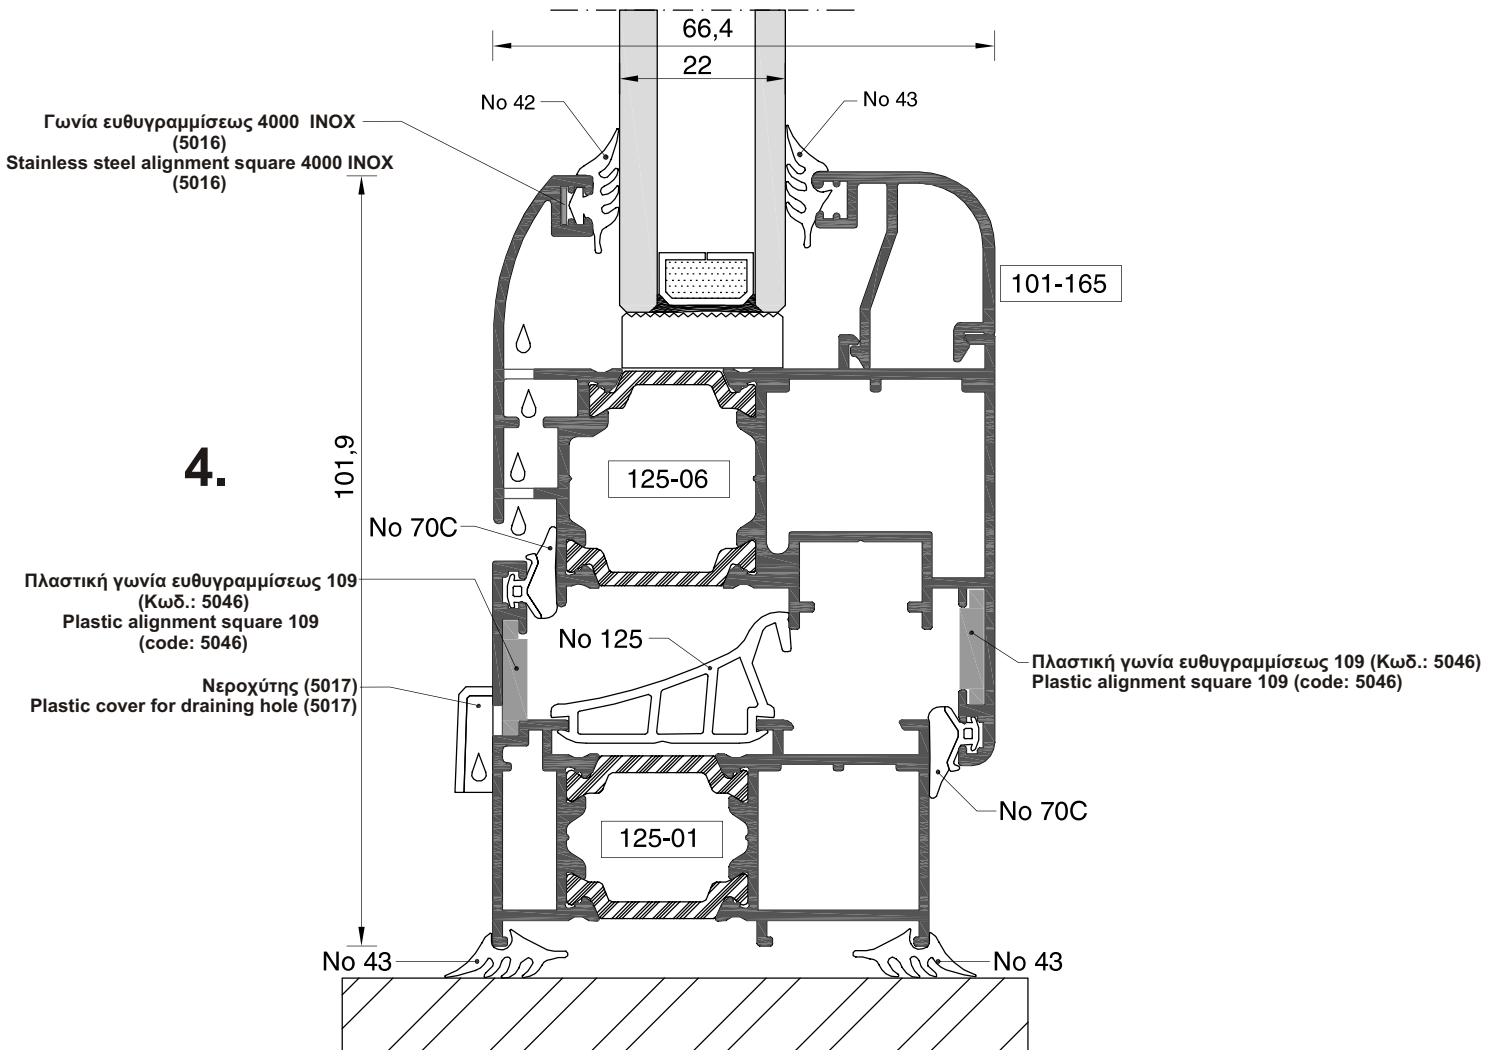 66,4
22
No 42
No 43
Γωνία ευθυγραμμίσεως 4000 INOX
(5016)
Stainless steel alignment square 4000 INOX
(5016)
101-165
4.
101,9
125-06
No 70C
Πλαστική γωνία ευθυγραμμίσεως 109
(Κωδ.: 5046)
Plastic alignment square 109
(code: 5046)
No 125
Πλαστική γωνία ευθυγραμμίσεως 109 (Κωδ.: 5046)
Plastic alignment square 109 (code: 5046)
Νεροχύτης (5017)
Plastic cover for draining hole (5017)
No 70C
125-01
No 43
No 43